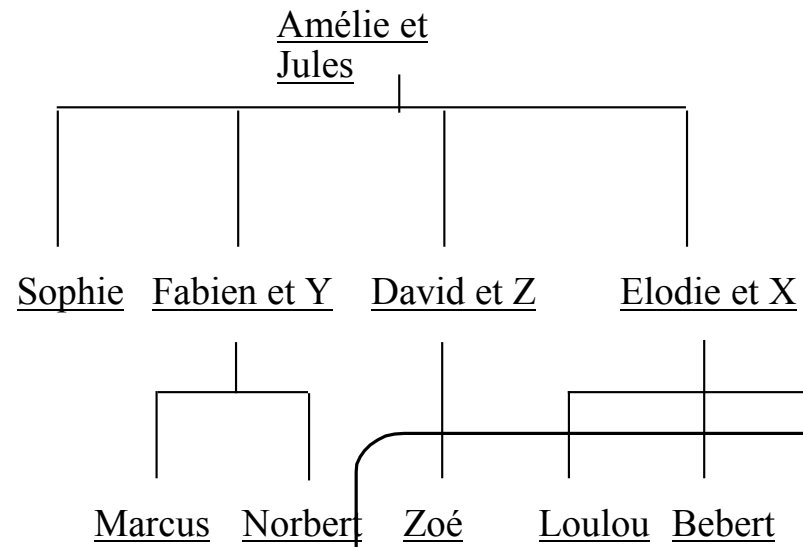 Amélie et
Jules
Sophie Fabien et Y David et Z Elodie et X
Marcus Norbert Zoé Loulou Bebert